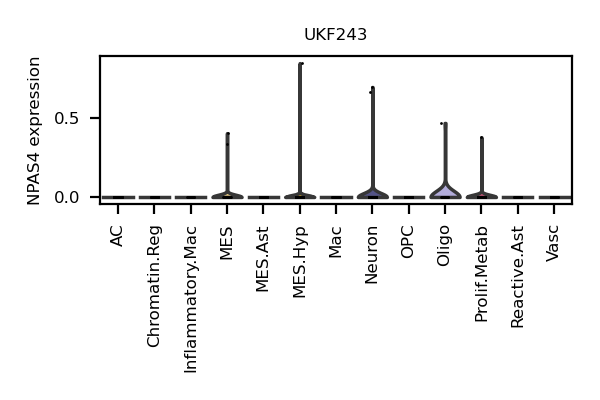 UKF243
NPAS4 expression
0.5
0.0
AC
Chromatin.Reg
Inflammatory.Mac
MES
MES.Ast
MES.Hyp
Mac
Neuron
OPC
Oligo
Prolif.Metab
Reactive.Ast
Vasc